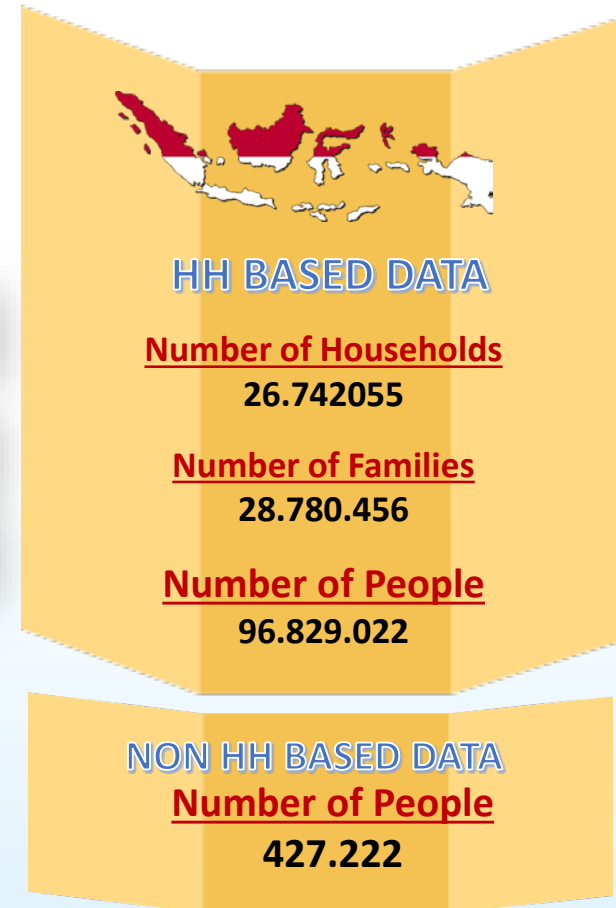 HH BASED DATA
Number of Households
26.742055
Number of Families
28.780.456
Number of People
96.829.022
NON HH BASED DATA
Number of People
427.222